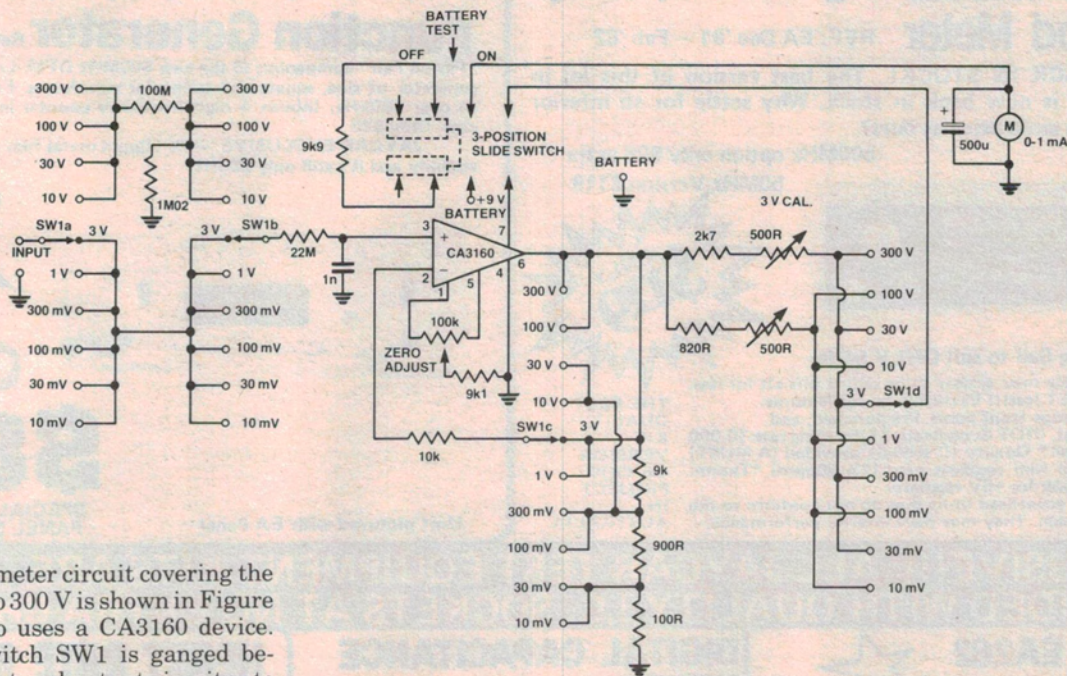 BATTERY
TEST
OFF
ON
300 V
100 V
30 V
10 V
100M
1M02
300 V
100 V
30 V
10 V
9k9
3-POSITION
SLIDE SWITCH
+9 V
BATTERY
BATTERY
+
500u
M
0-1 mA
SW1a
3 V
INPUT
1 V
300 mV
100 mV
30 mV
10 mV
3 V
SW1b
1 V
300 mV
100 mV
30 mV
10 mV
22M
1n
3
+
2
−
CA3160
7
6
4
1
5
100k
ZERO
ADJUST
9k1
10k
300 V
100 V
30 V
10 V
SW1c
3 V
1 V
300 mV
100 mV
30 mV
10 mV
9k
900R
100R
3 V CAL.
2k7
500R
820R
500R
300 V
100 V
30 V
10 V
3 V
SW1d
1 V
300 mV
100 mV
30 mV
10 mV
meter circuit covering the
o 300 V is shown in Figure
o uses a CA3160 device.
witch SW1 is ganged be-